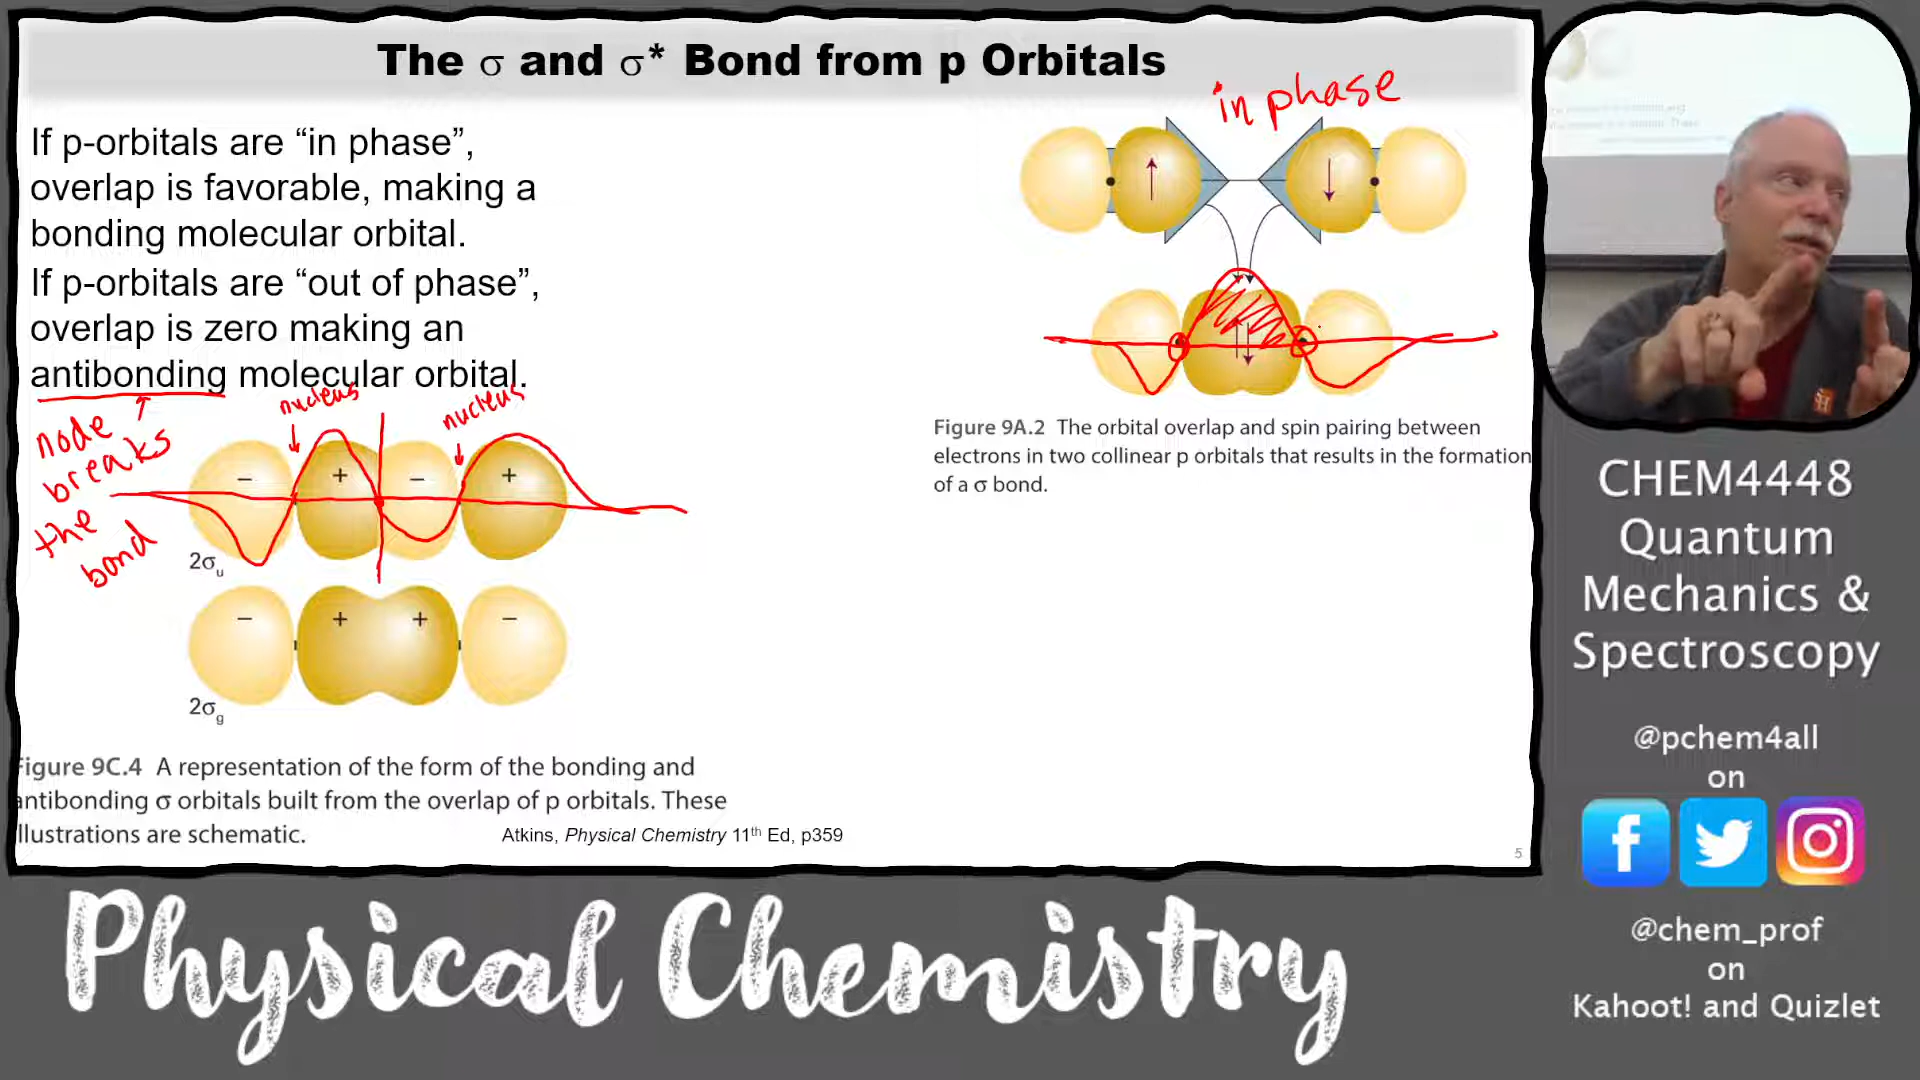 The σ and σ* Bond from p Orbitals
If p-orbitals are “in phase”,
overlap is favorable, making a
bonding molecular orbital.
If p-orbitals are “out of phase”,
overlap is zero making an
antibonding molecular orbital.
in phase
node
breaks
the
bond
nucleus
nucleus
− + − +
2σu
− + + −
2σg
Figure 9A.2 The orbital overlap and spin pairing between
electrons in two collinear p orbitals that results in the formation
of a σ bond.
igure 9C.4 A representation of the form of the bonding and
antibonding σ orbitals built from the overlap of p orbitals. These
llustrations are schematic.
Atkins, Physical Chemistry 11th Ed, p359
5
CHEM4448
Quantum
Mechanics &
Spectroscopy
@pchem4all
on
@chem_prof
on
Kahoot! and Quizlet
Physical Chemistry